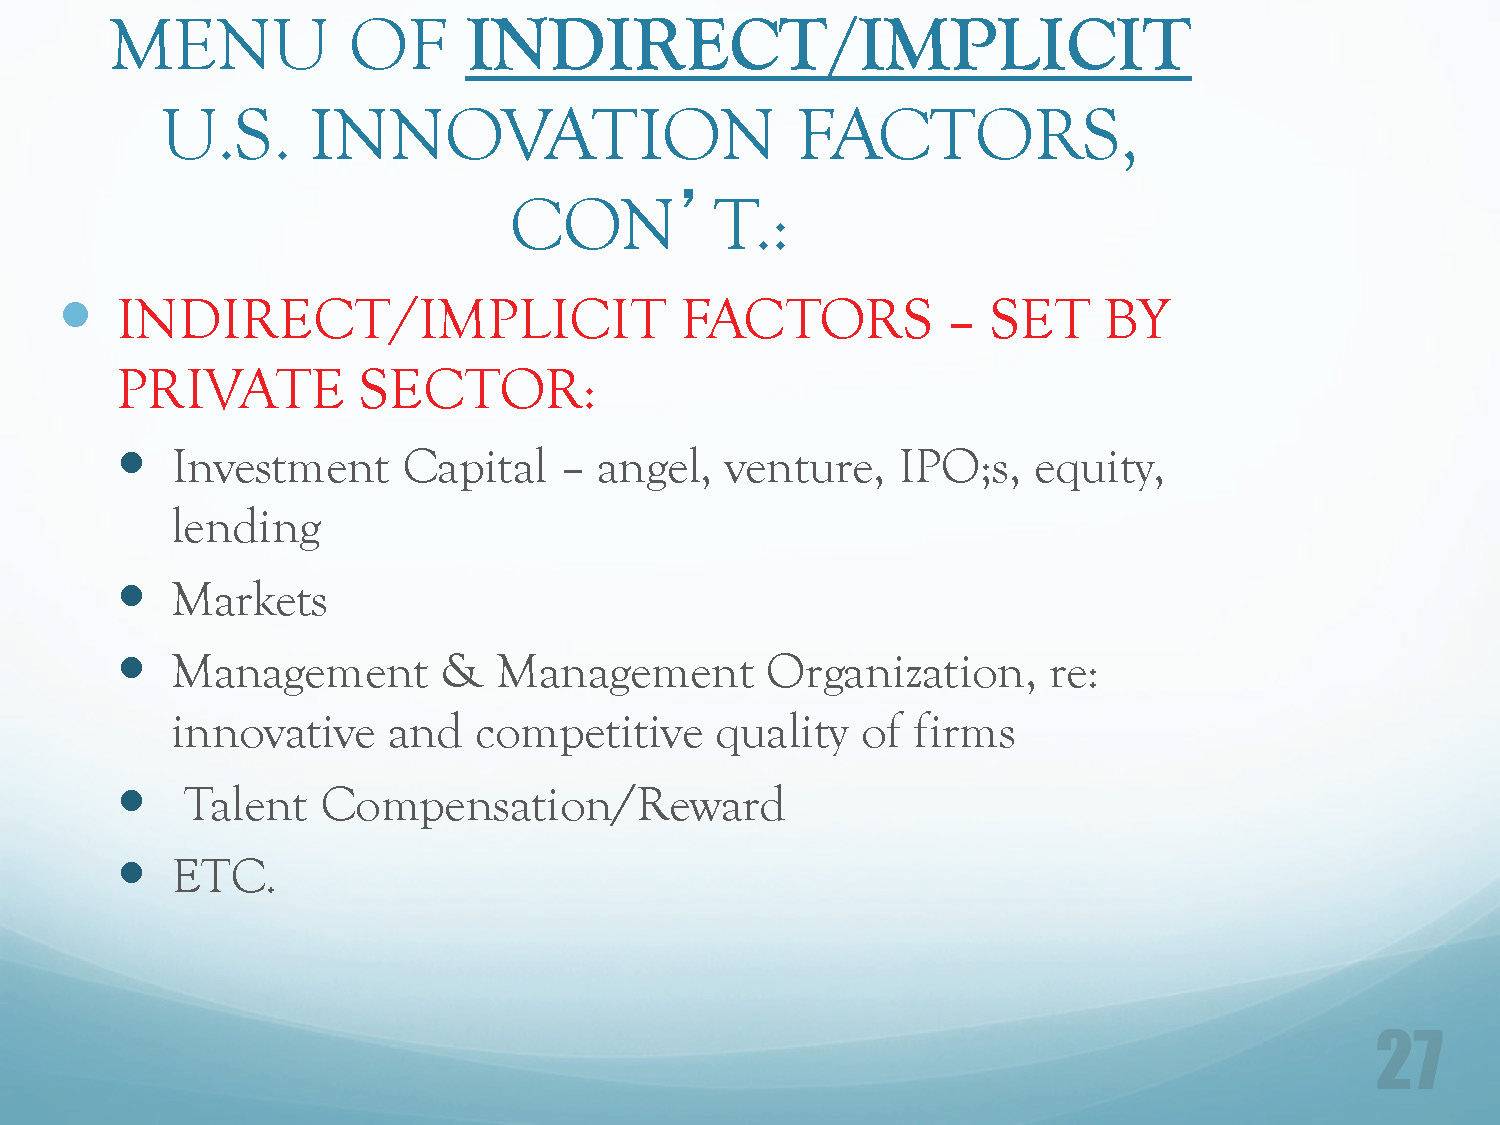 MENU OF INDIRECT/IMPLICIT
U.S. INNOVATION FACTORS,
CON’T.:
• INDIRECT/IMPLICIT FACTORS – SET BY
PRIVATE SECTOR:
• Investment Capital – angel, venture, IPO;s, equity,
lending
• Markets
• Management & Management Organization, re:
innovative and competitive quality of firms
• Talent Compensation/Reward
• ETC.
27